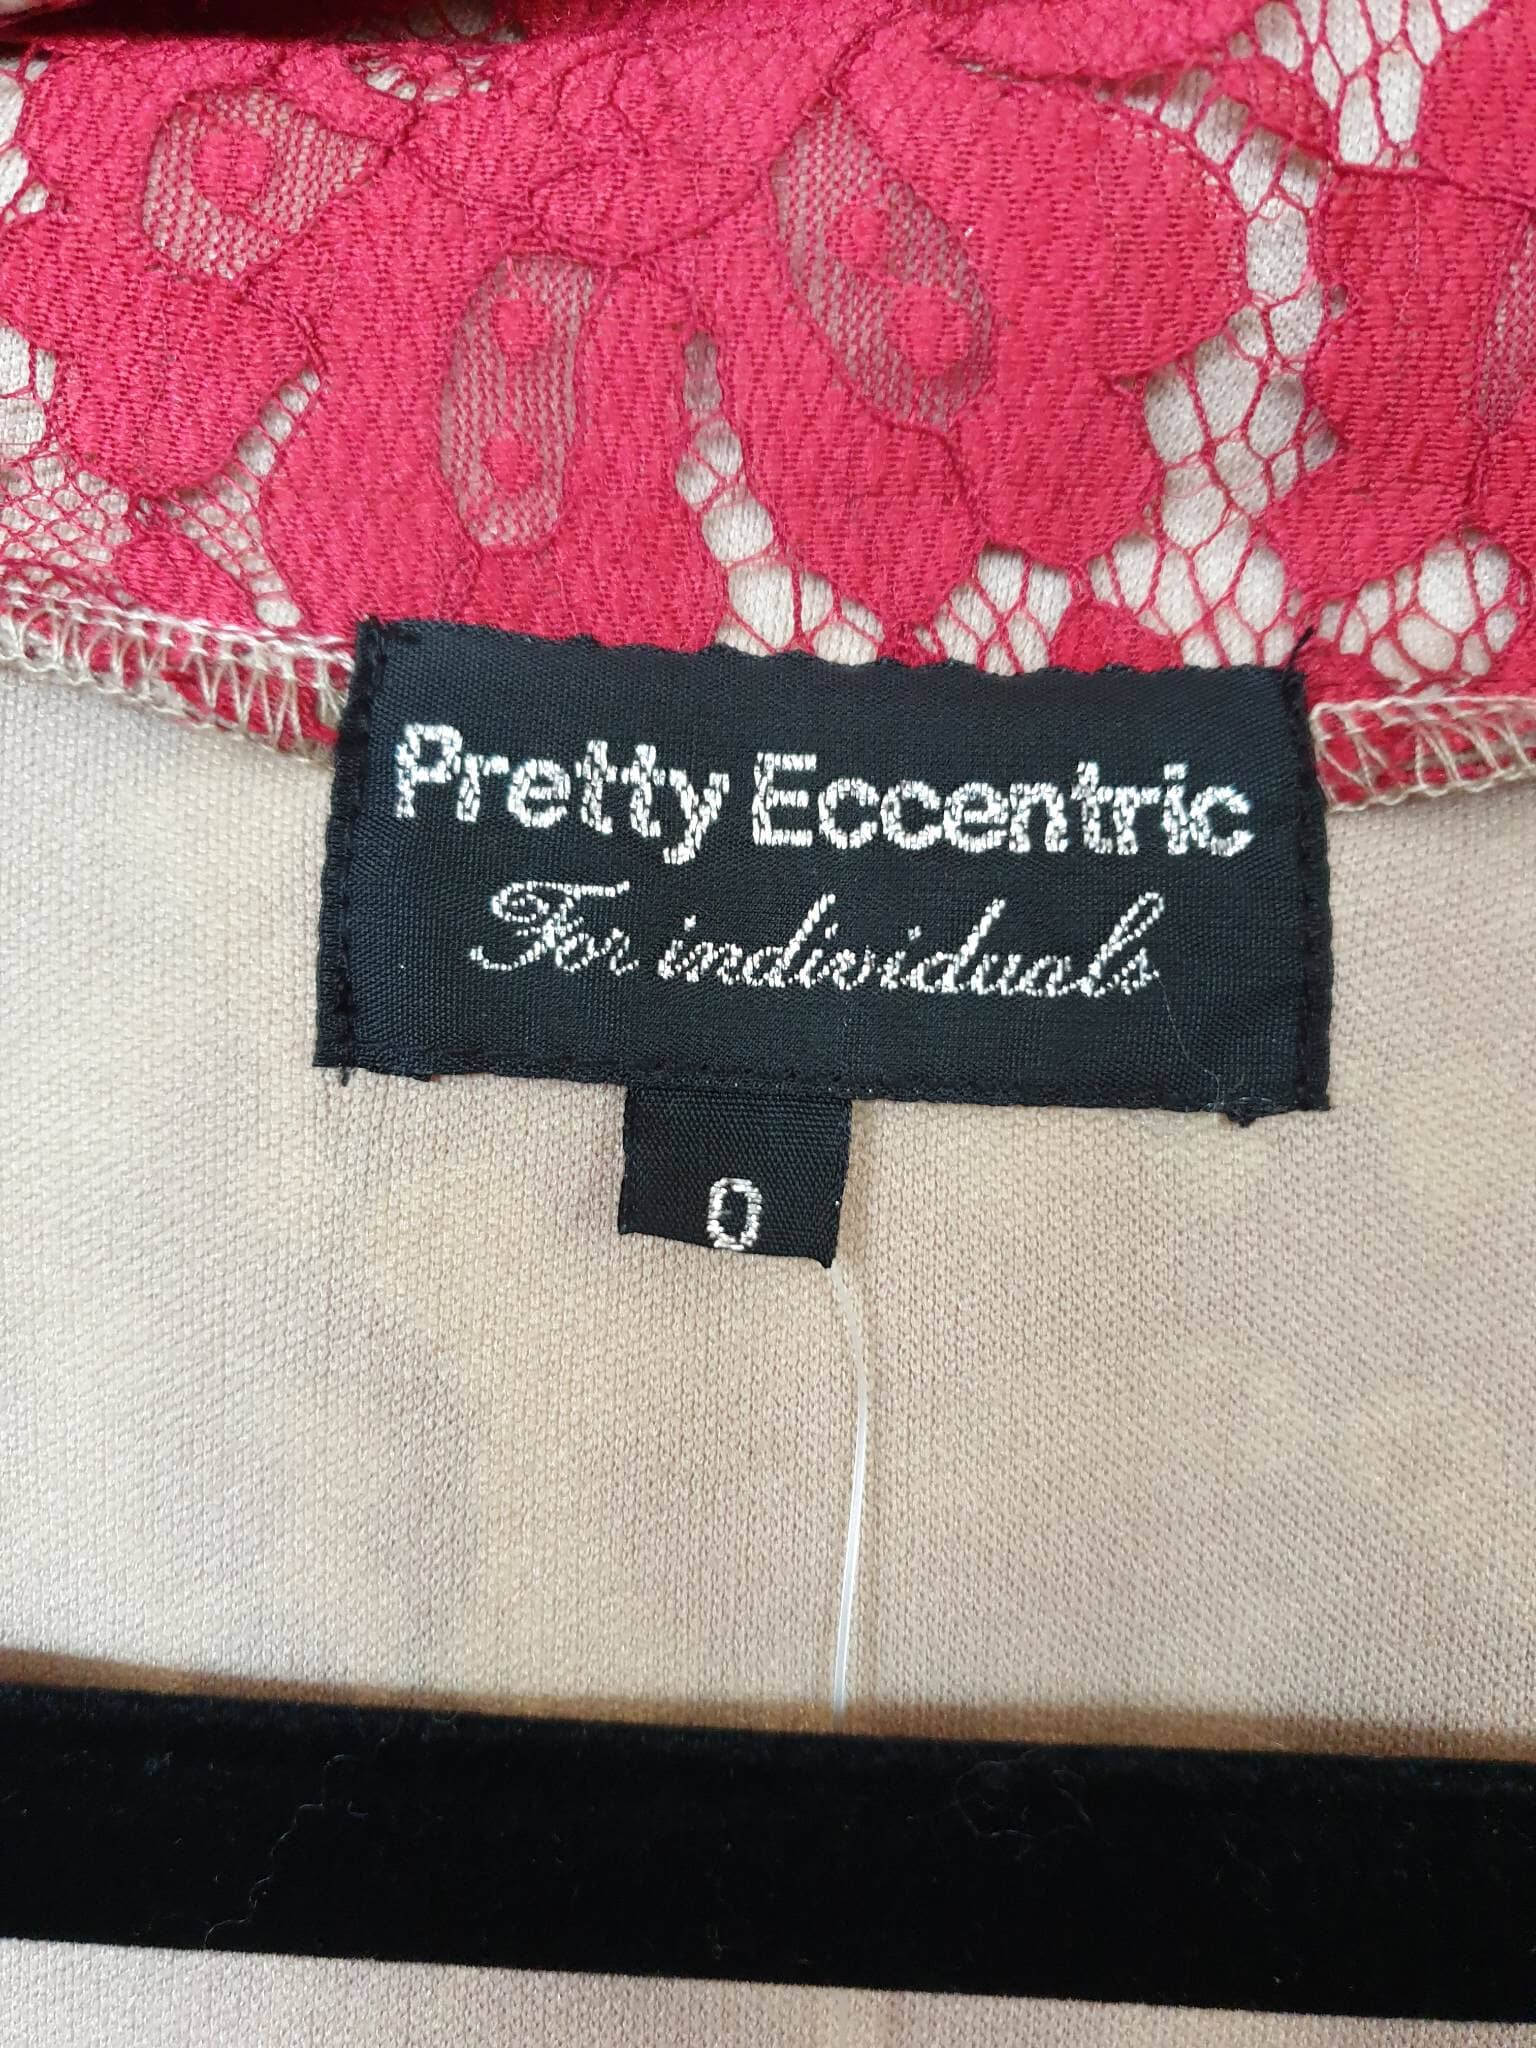 Pretty Eccentric
For individuals
0